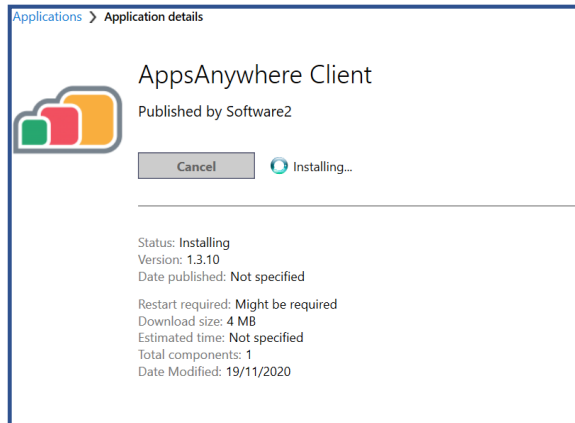 Applications ❯ Application details
AppsAnywhere Client
Published by Software2
Cancel Installing...
Status: Installing
Version: 1.3.10
Date published: Not specified
Restart required: Might be required
Download size: 4 MB
Estimated time: Not specified
Total components: 1
Date Modified: 19/11/2020